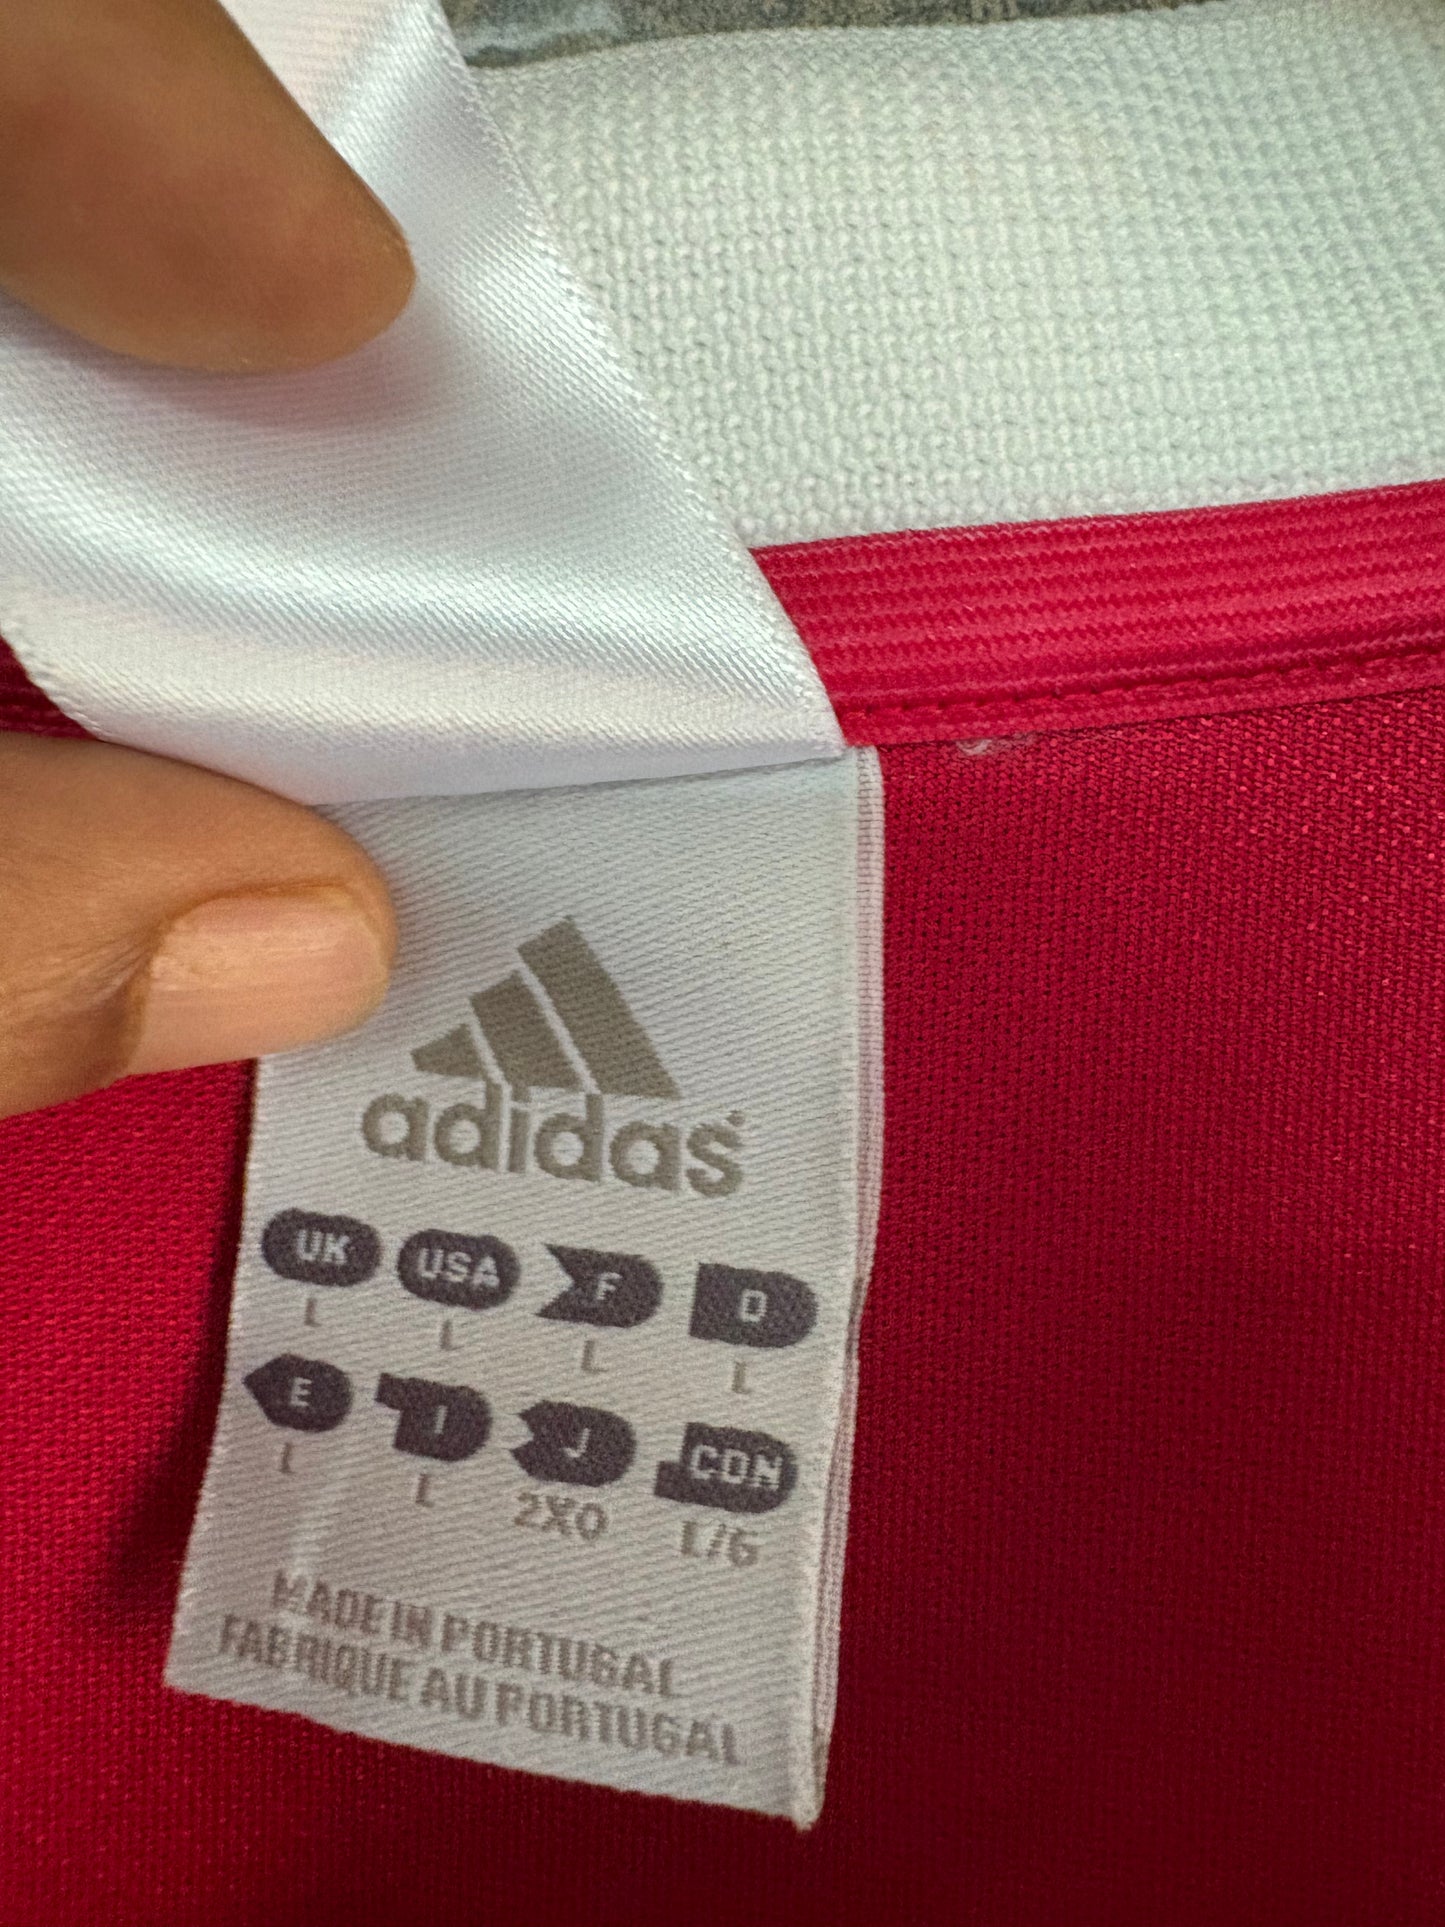 adidas
UK USA F D
L L L L
E I J CDN
L L 2XO L/G
MADE IN PORTUGAL
FABRIQUE AU PORTUGAL